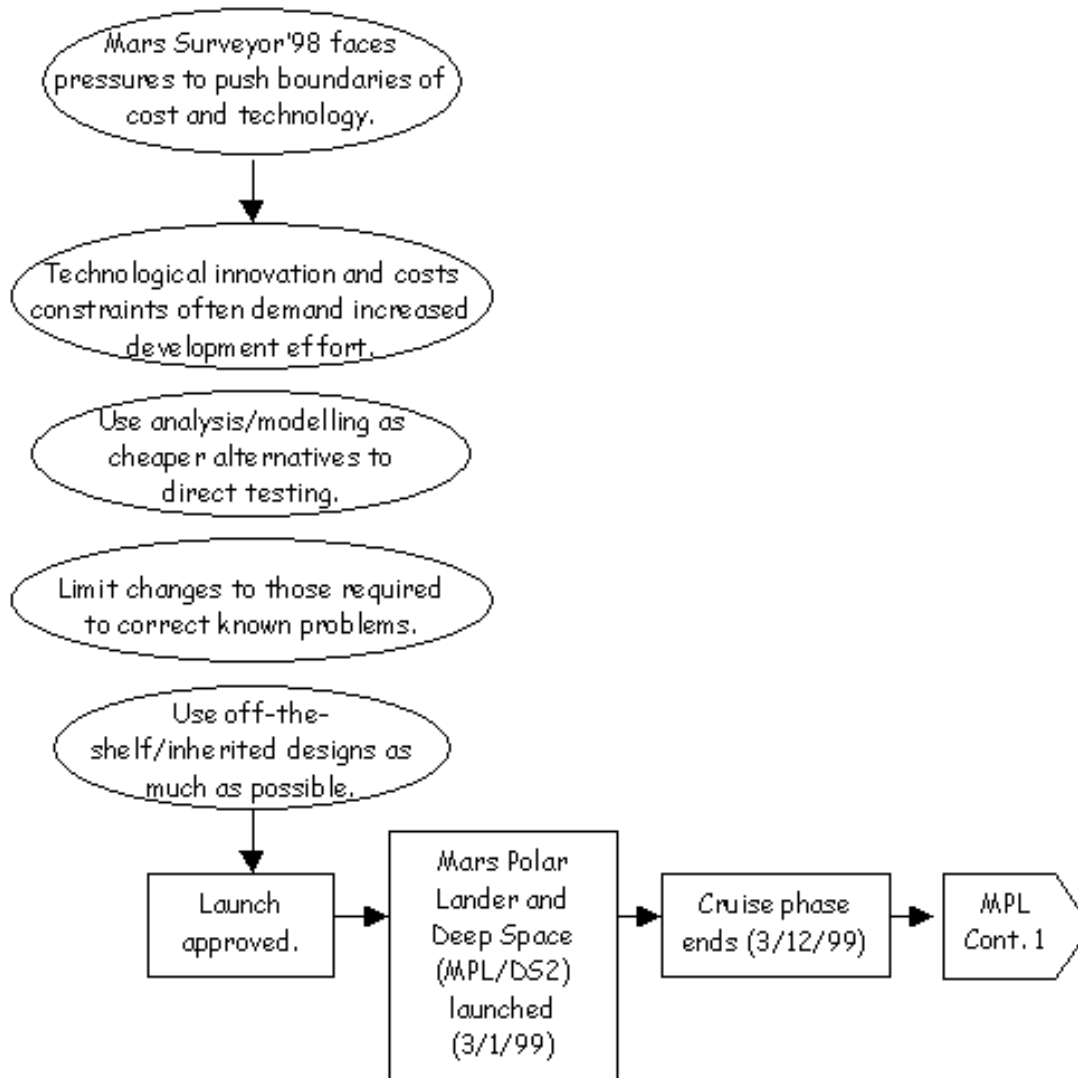 Mars Surveyor'98 faces
pressures to push boundaries of
cost and technology.
Technological innovation and costs
constraints often demand increased
development effort.
Use analysis/modelling as
cheaper alternatives to
direct testing.
Limit changes to those required
to correct known problems.
Use off-the-
shelf/inherited designs as
much as possible.
Launch
approved.
Mars Polar
Lander and
Deep Space
(MPL/DS2)
launched
(3/1/99)
Cruise phase
ends (3/12/99)
MPL
Cont. 1